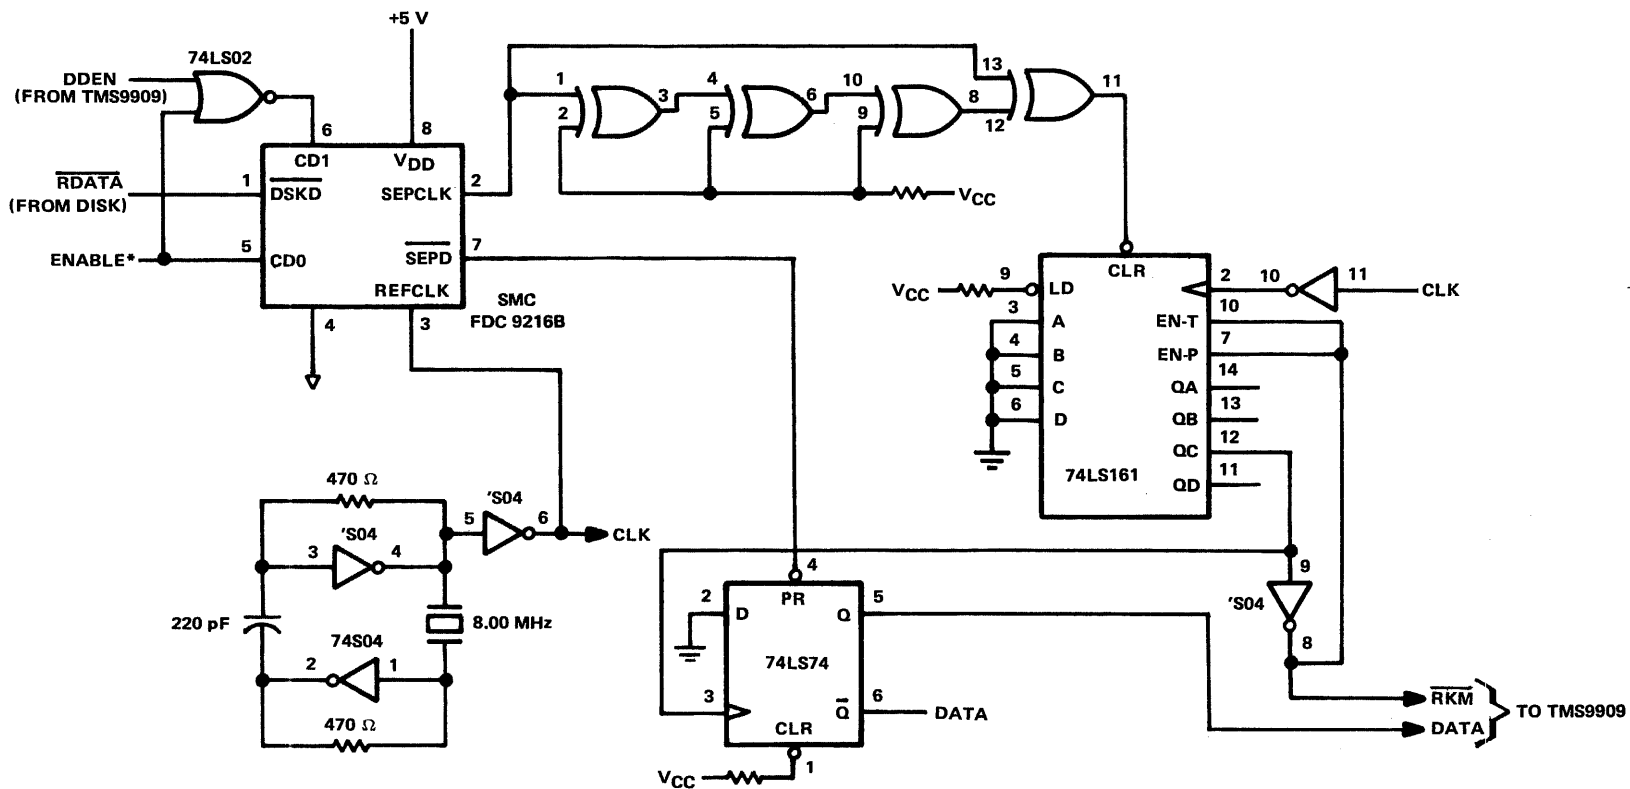 +5 V
74LS02
DDEN
(FROM TMS9909)
6
8
CD1
VDD
RDATA
(FROM DISK)
1
DSKD
SEPCLK
2
ENABLE*
5
CD0
SEPD
7
REFCLK
4
3
SMC
FDC 9216B
1
2
3
4
5
6
10
9
8
13
12
11
VCC
CLR
VCC
9
LD
2
10
11
CLK
3
A
EN-T
10
4
B
EN-P
7
5
C
QA
14
6
D
QB
13
QC
12
QD
11
74LS161
470 Ω
'S04
3
4
5
'S04
6
CLK
220 pF
8.00 MHz
74S04
2
1
470 Ω
4
PR
2
D
Q
5
74LS74
3
Q
6
DATA
CLR
1
VCC
9
'S04
8
RKM
DATA
TO TMS9909